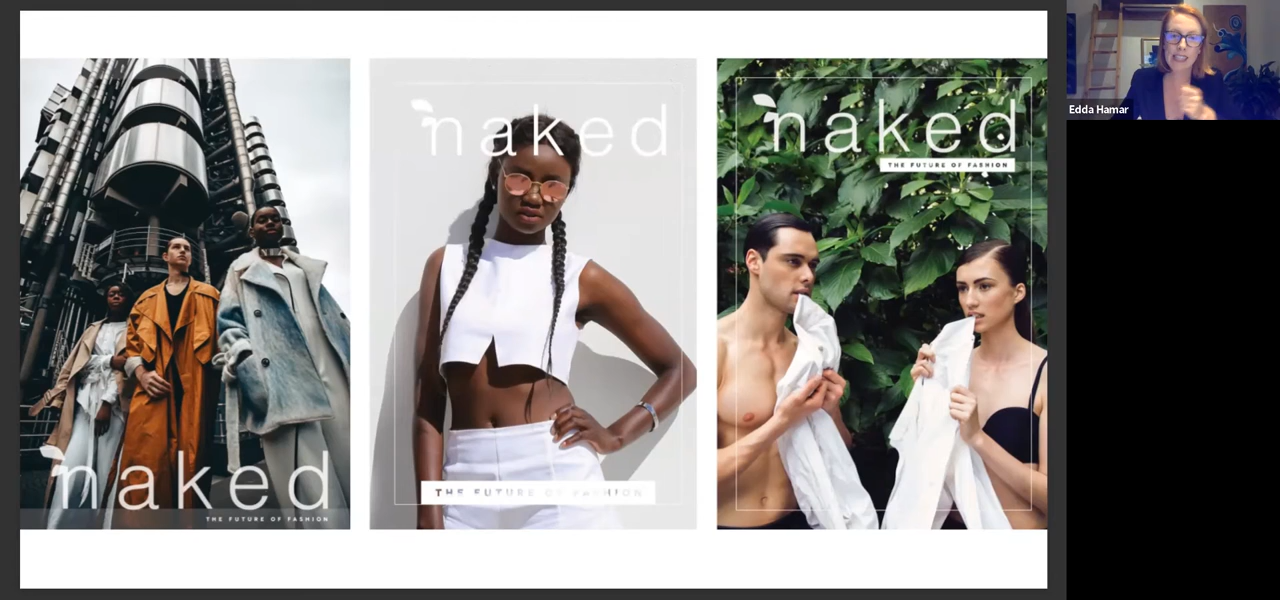 naked
THE FUTURE OF FASHION
naked
THE FUTURE OF FASHION
naked
THE FUTURE OF FASHION
Edda Hamar